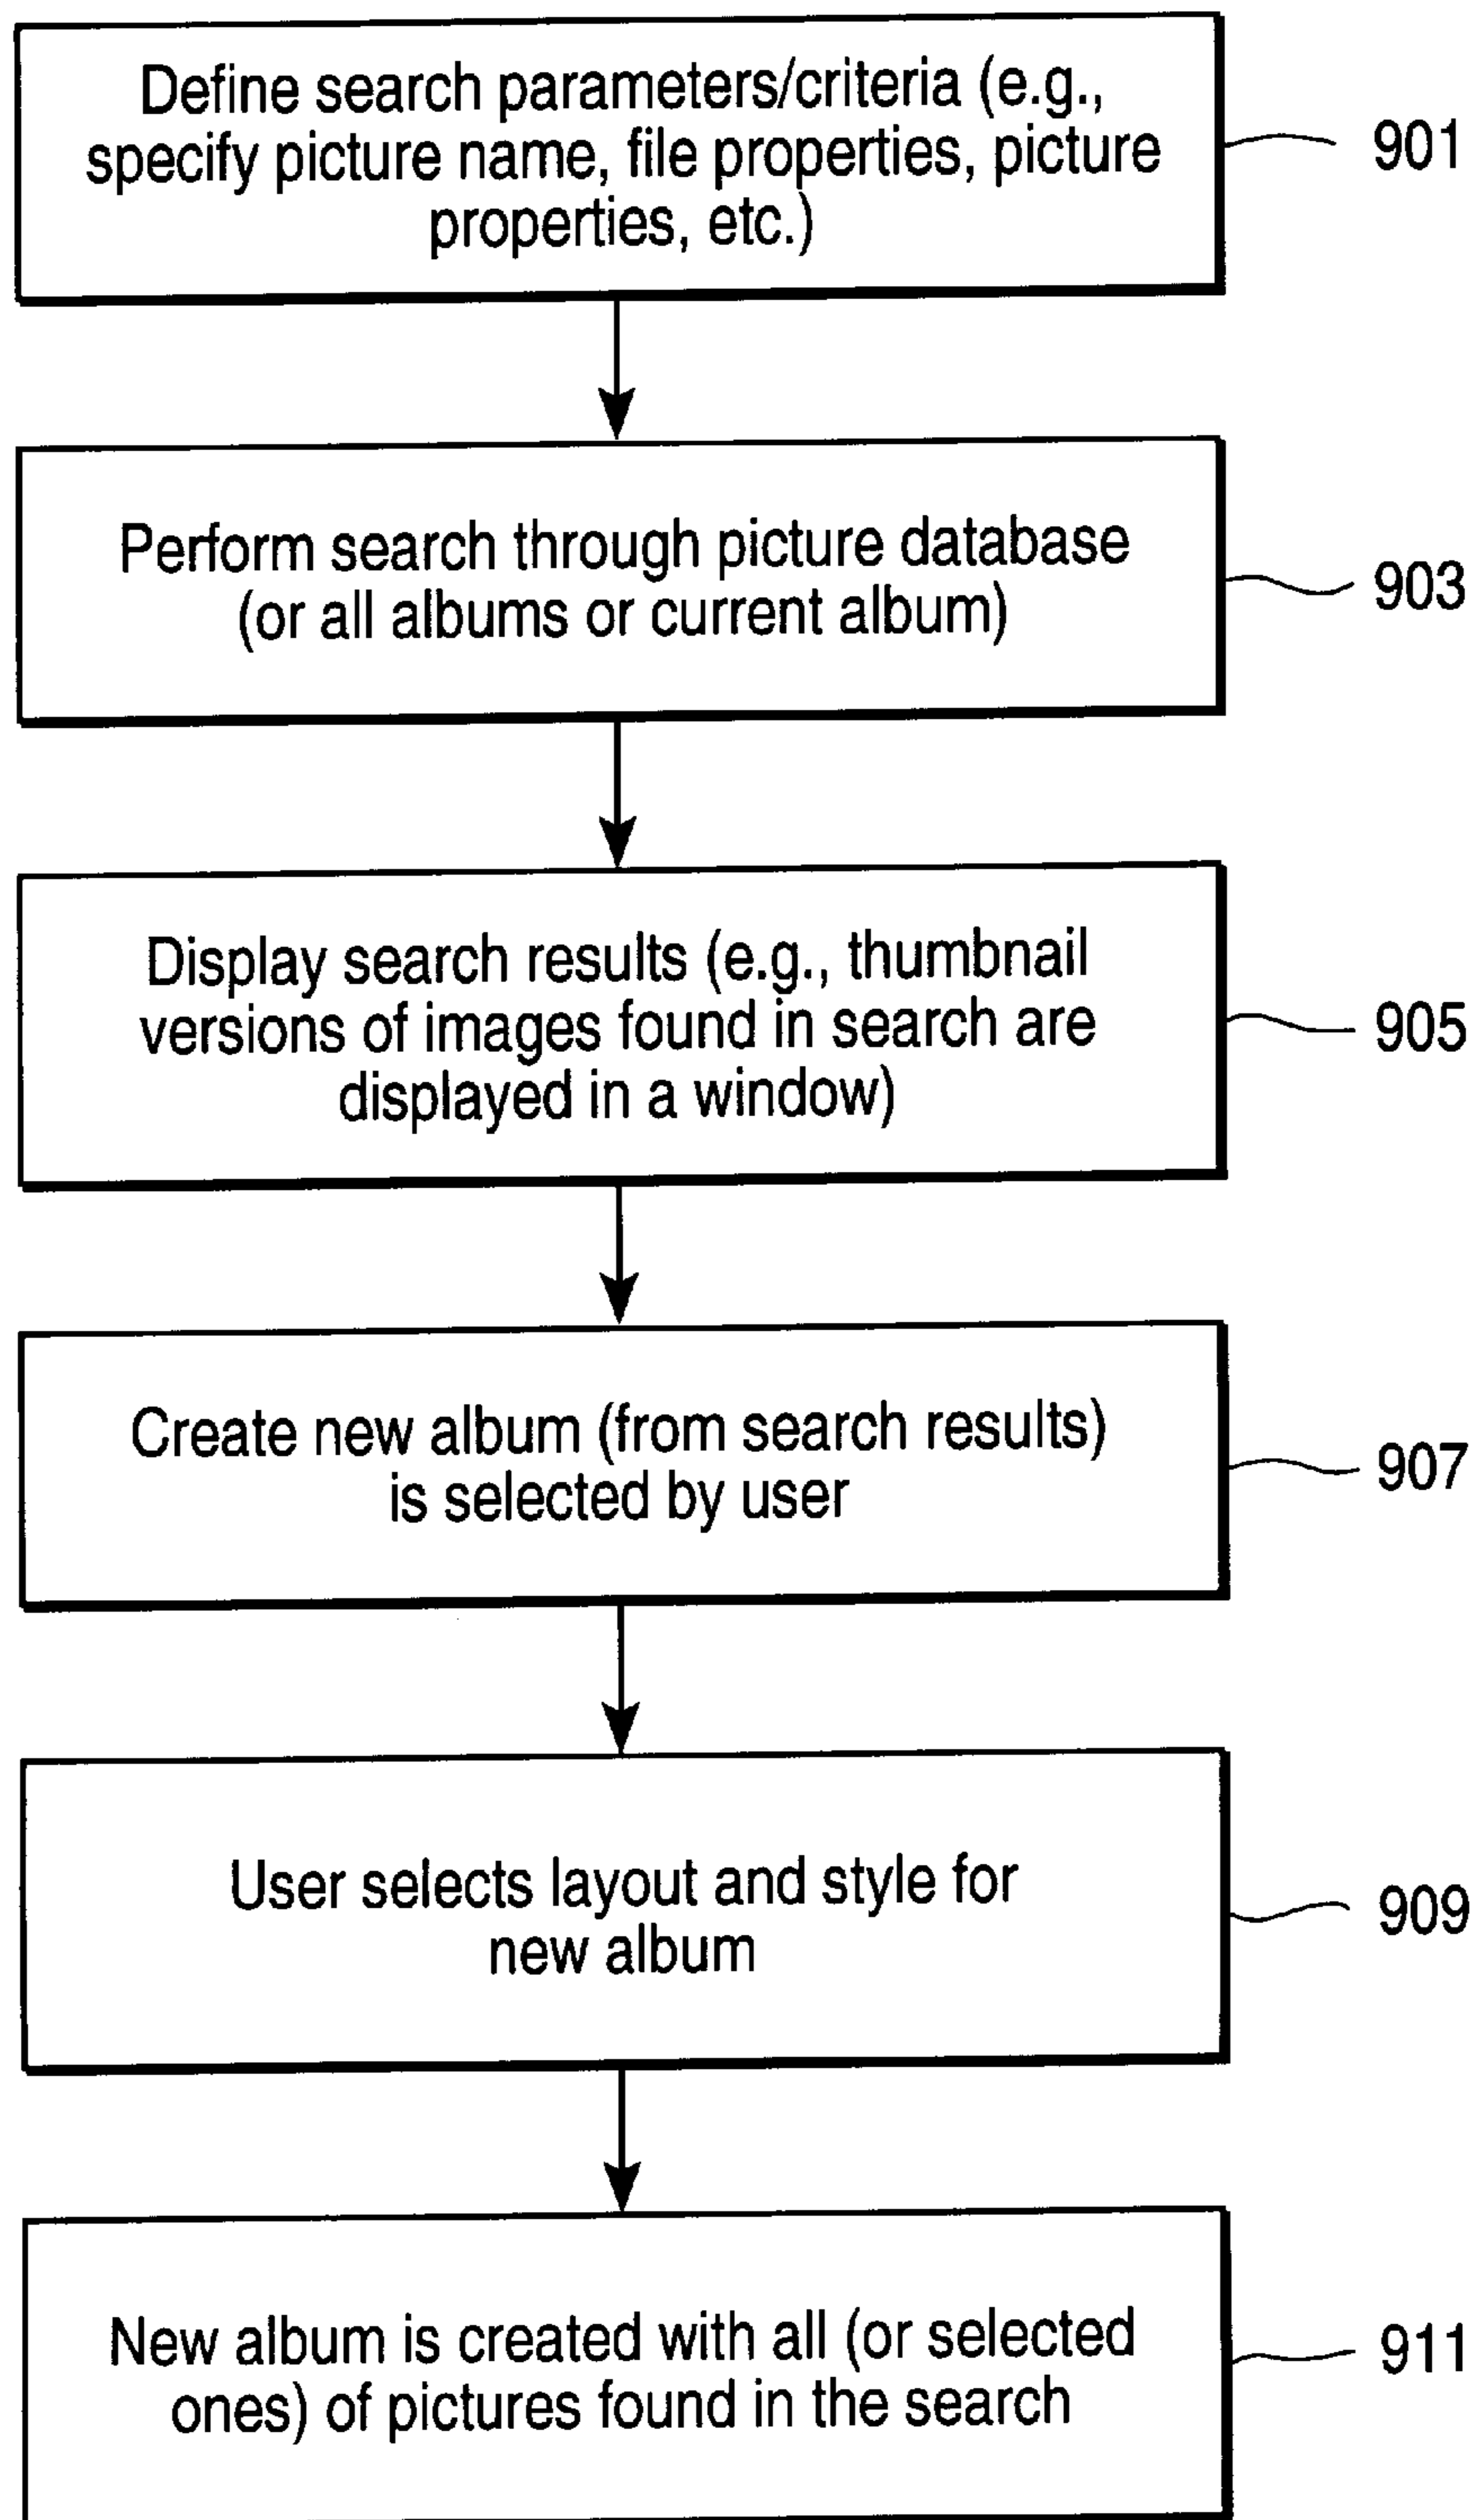 Define search parameters/criteria (e.g.,
specify picture name, file properties, picture
properties, etc.)
901
Perform search through picture database
(or all albums or current album)
903
Display search results (e.g., thumbnail
versions of images found in search are
displayed in a window)
905
Create new album (from search results)
is selected by user
907
User selects layout and style for
new album
909
New album is created with all (or selected
ones) of pictures found in the search
911